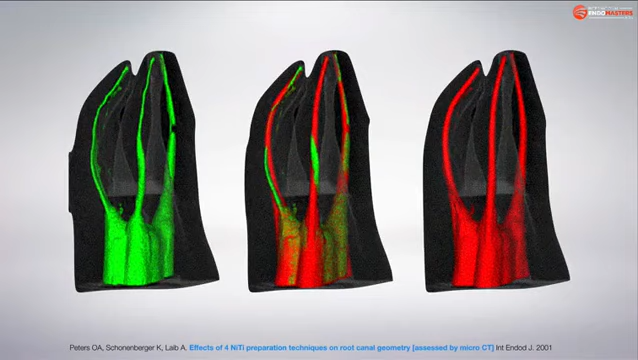 ENDOMASTERS
Peters OA, Schonenberger K, Laib A. Effects of 4 NiTi preparation techniques on root canal geometry [assessed by micro CT] Int Endod J. 2001